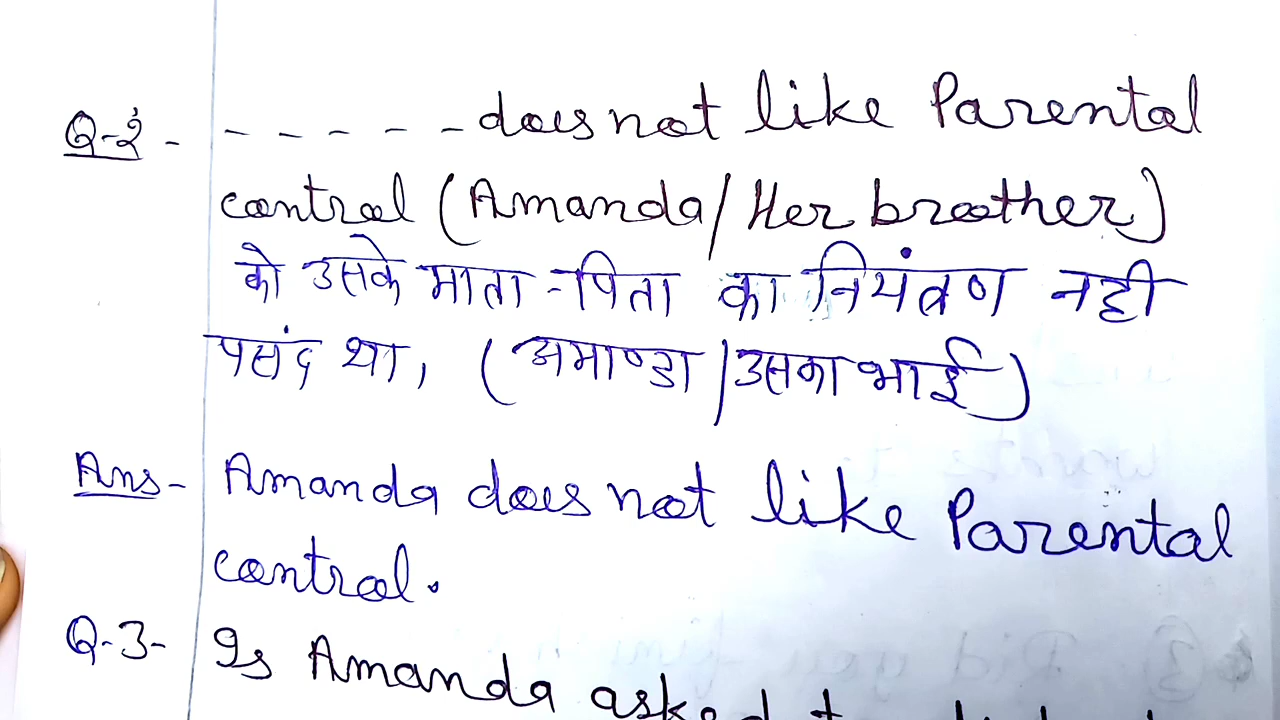 Q-2 - - - - - - - does not like Parental
control (Amanda/Her brother)
को उसके माता-पिता का नियंत्रण नही
पसंद था, (अमाण्डा/उसका भाई)
Ans- Amanda does not like Parental
control.
Q-3- Is Amanda asked